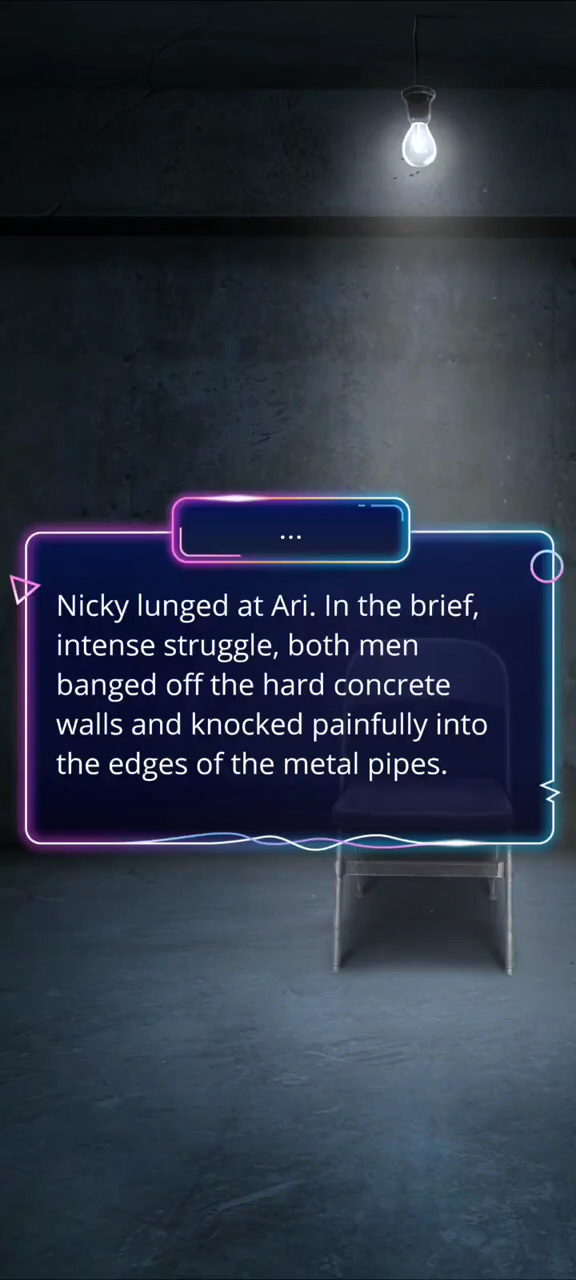 ...
Nicky lunged at Ari. In the brief,
intense struggle, both men
banged off the hard concrete
walls and knocked painfully into
the edges of the metal pipes.